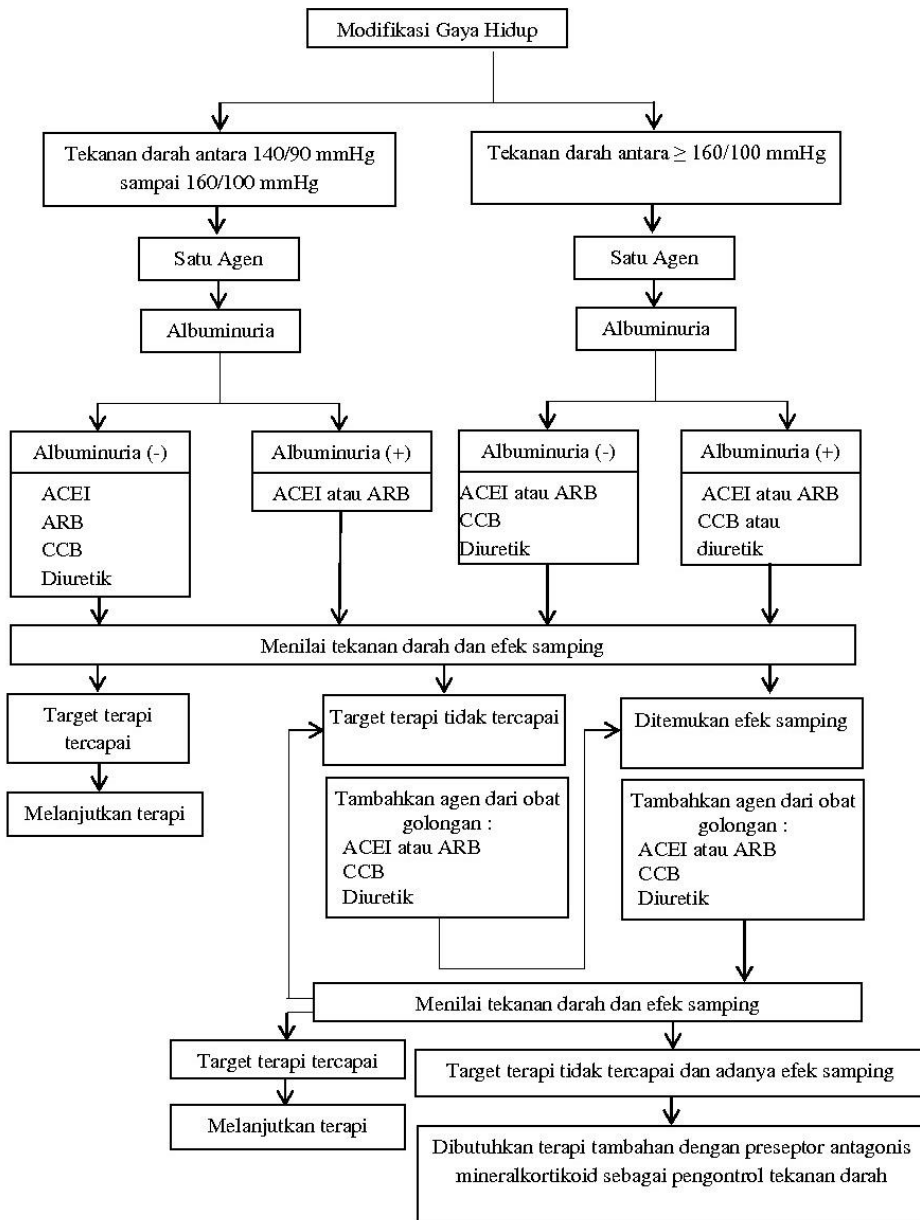 Modifikasi Gaya Hidup
Tekanan darah antara 140/90 mmHg
sampai 160/100 mmHg
Tekanan darah antara ≥ 160/100 mmHg
Satu Agen
Satu Agen
Albuminuria
Albuminuria
Albuminuria (-)
ACEI
ARB
CCB
Diuretik
Albuminuria (+)
ACEI atau ARB
Albuminuria (-)
ACEI atau ARB
CCB
Diuretik
Albuminuria (+)
ACEI atau ARB
CCB atau
diuretik
Menilai tekanan darah dan efek samping
Target terapi
tercapai
Target terapi tidak tercapai
Ditemukan efek samping
Melanjutkan terapi
Tambahkan agen dari obat
golongan :
ACEI atau ARB
CCB
Diuretik
Tambahkan agen dari obat
golongan :
ACEI atau ARB
CCB
Diuretik
Menilai tekanan darah dan efek samping
Target terapi tercapai
Target terapi tidak tercapai dan adanya efek samping
Melanjutkan terapi
Dibutuhkan terapi tambahan dengan preseptor antagonis
mineralkortikoid sebagai pengontrol tekanan darah